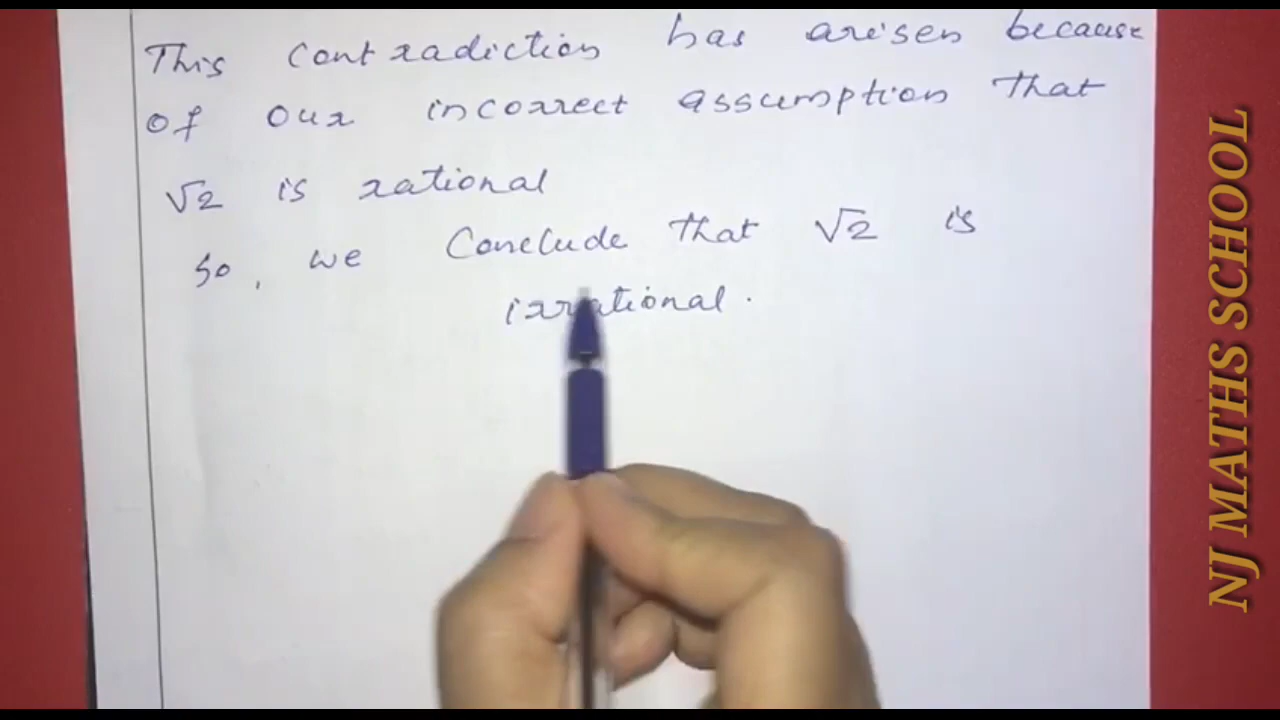 This contradiction has arisen because
of our incorrect assumption that
√2 is rational
So, we Conclude that √2 is
irrational.
NJ MATHS SCHOOL